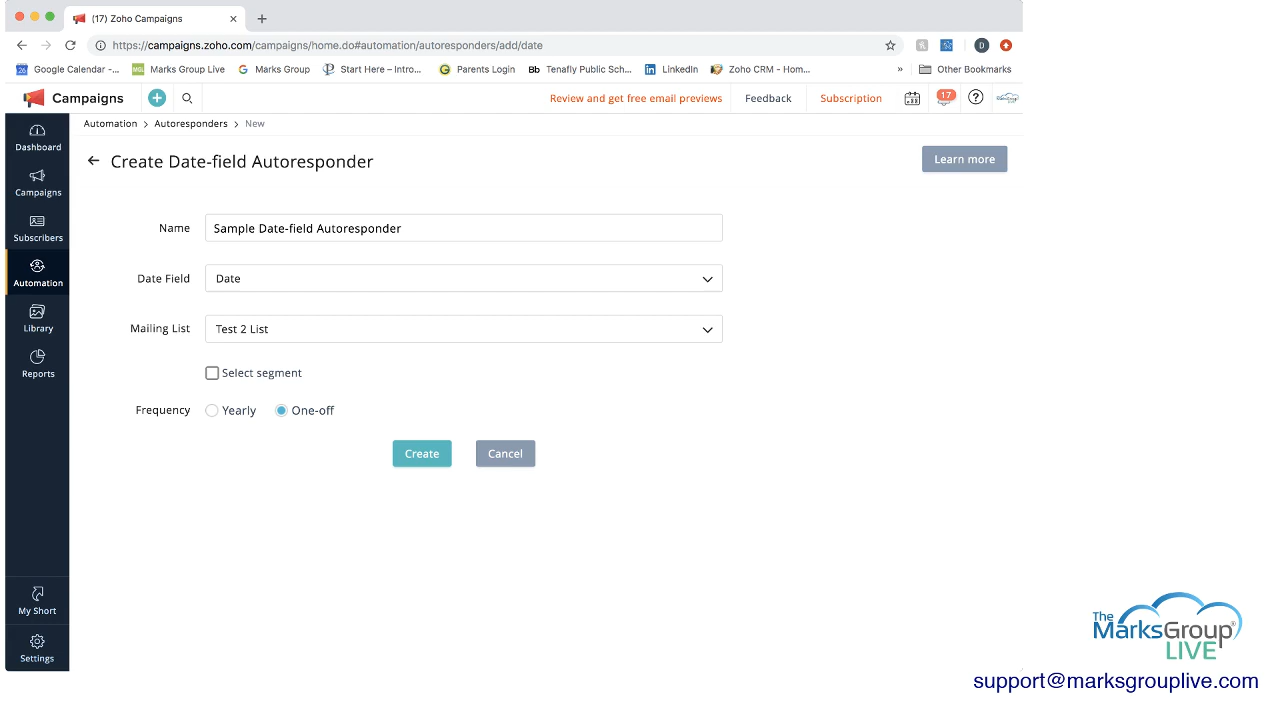 (17) Zoho Campaigns
https://campaigns.zoho.com/campaigns/home.do#automation/autoresponders/add/date
D
26 Google Calendar -... MGL Marks Group Live G Marks Group Start Here – Intro... G Parents Login Bb Tenafly Public Sch... in LinkedIn Zoho CRM - Hom... » Other Bookmarks
Campaigns
Review and get free email previews Feedback Subscription 17 ?
Automation > Autoresponders > New
Create Date-field Autoresponder
Learn more
Dashboard
Campaigns
Subscribers
Automation
Library
Reports
My Short
Settings
Name Sample Date-field Autoresponder
Date Field Date
Mailing List Test 2 List
Select segment
Frequency Yearly One-off
Create Cancel
The
MarksGroup®
LIVE
support@marksgrouplive.com